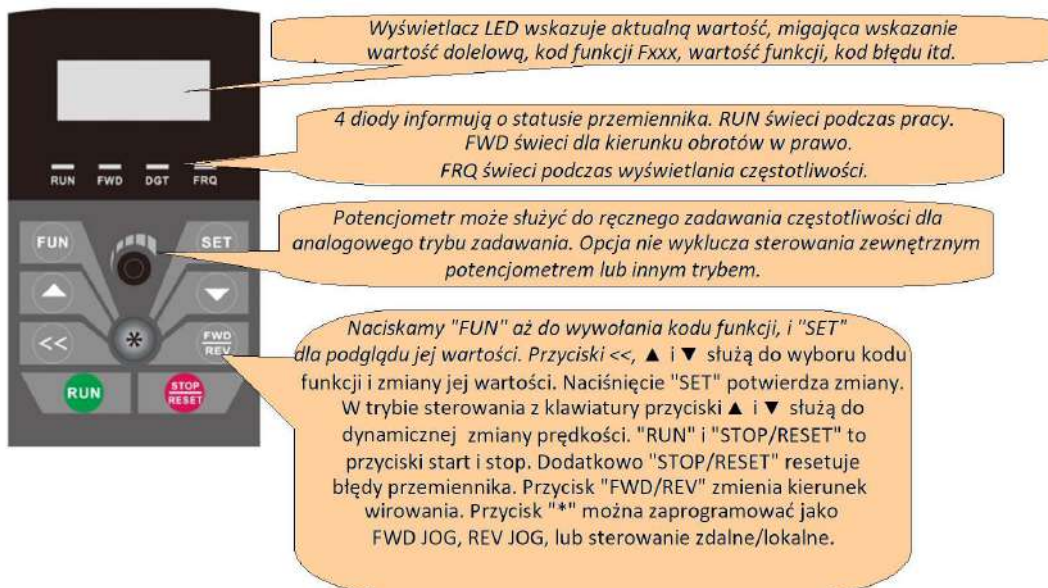 Wyświetlacz LED wskazuje aktualną wartość, migająca wskazanie
wartość dolelową, kod funkcji Fxxx, wartość funkcji, kod błędu itd.
4 diody informują o statusie przemiennika. RUN świeci podczas pracy.
FWD świeci dla kierunku obrotów w prawo.
FRQ świeci podczas wyświetlania częstotliwości.
RUN FWD DGT FRQ
Potencjometr może służyć do ręcznego zadawania częstotliwości dla
analogowego trybu zadawania. Opcja nie wyklucza sterowania zewnętrznym
potencjometrem lub innym trybem.
FUN SET
▲ ▼
<< * FWD/REV
RUN STOP/RESET
Naciskamy "FUN" aż do wywołania kodu funkcji, i "SET"
dla podglądu jej wartości. Przyciski <<, ▲ i ▼ służą do wyboru kodu
funkcji i zmiany jej wartości. Naciśnięcie "SET" potwierdza zmiany.
W trybie sterowania z klawiatury przyciski ▲ i ▼ służą do
dynamicznej zmiany prędkości. "RUN" i "STOP/RESET" to
przyciski start i stop. Dodatkowo "STOP/RESET" resetuje
błędy przemiennika. Przycisk "FWD/REV" zmienia kierunek
wirowania. Przycisk "*" można zaprogramować jako
FWD JOG, REV JOG, lub sterowanie zdalne/lokalne.